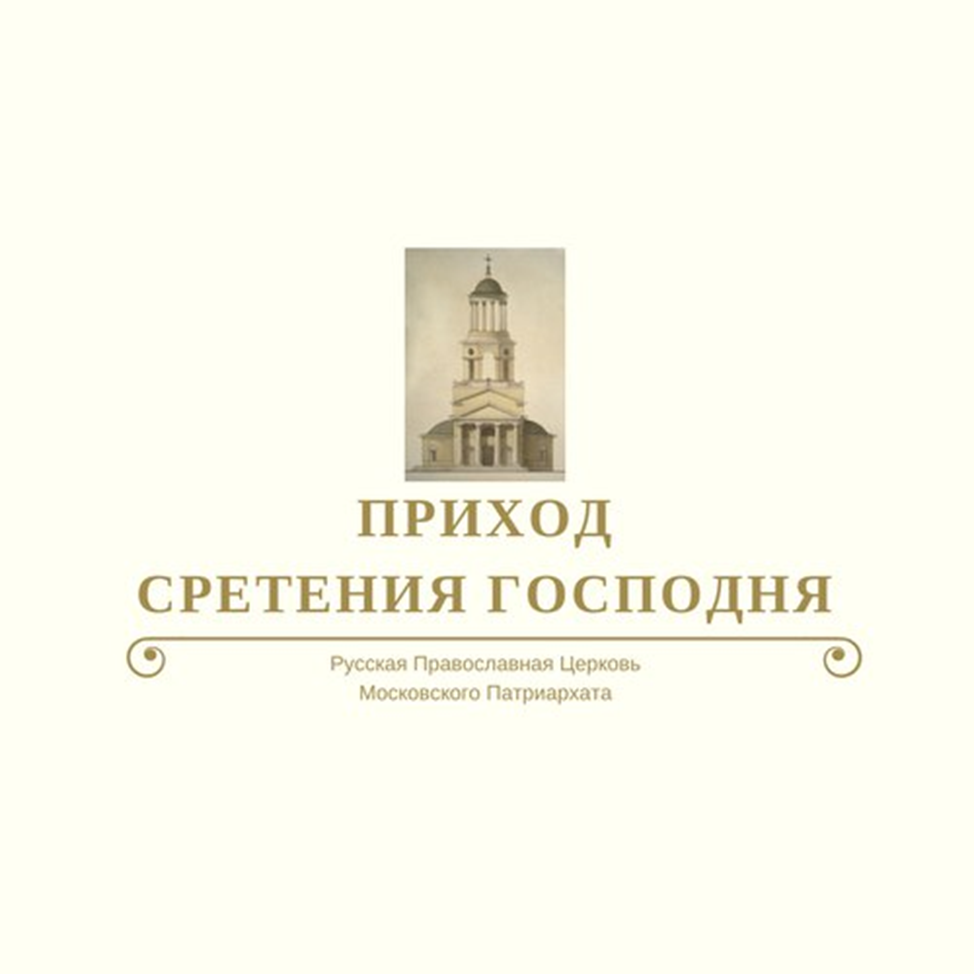 ПРИХОД
СРЕТЕНИЯ ГОСПОДНЯ
Русская Православная Церковь
Московского Патриархата